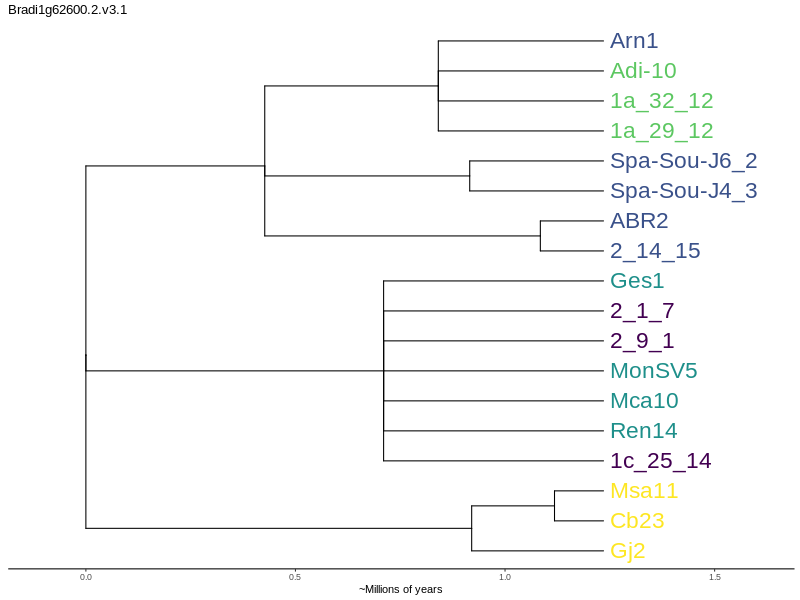 Bradi1g62600.2.v3.1
Arn1
Adi-10
1a_32_12
1a_29_12
Spa-Sou-J6_2
Spa-Sou-J4_3
ABR2
2_14_15
Ges1
2_1_7
2_9_1
MonSV5
Mca10
Ren14
1c_25_14
Msa11
Cb23
Gj2
0.0 0.5 1.0 1.5
~Millions of years